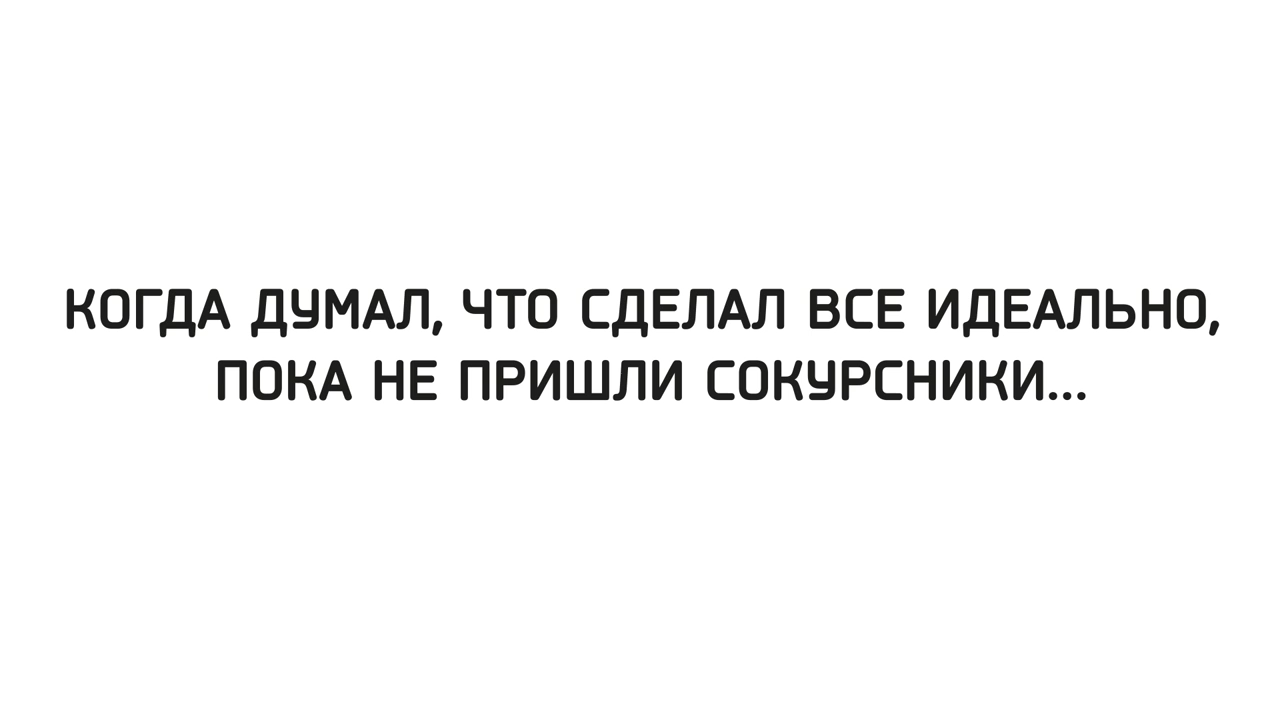 КОГДА ДУМАЛ, ЧТО СДЕЛАЛ ВСЕ ИДЕАЛЬНО,
ПОКА НЕ ПРИШЛИ СОКУРСНИКИ...